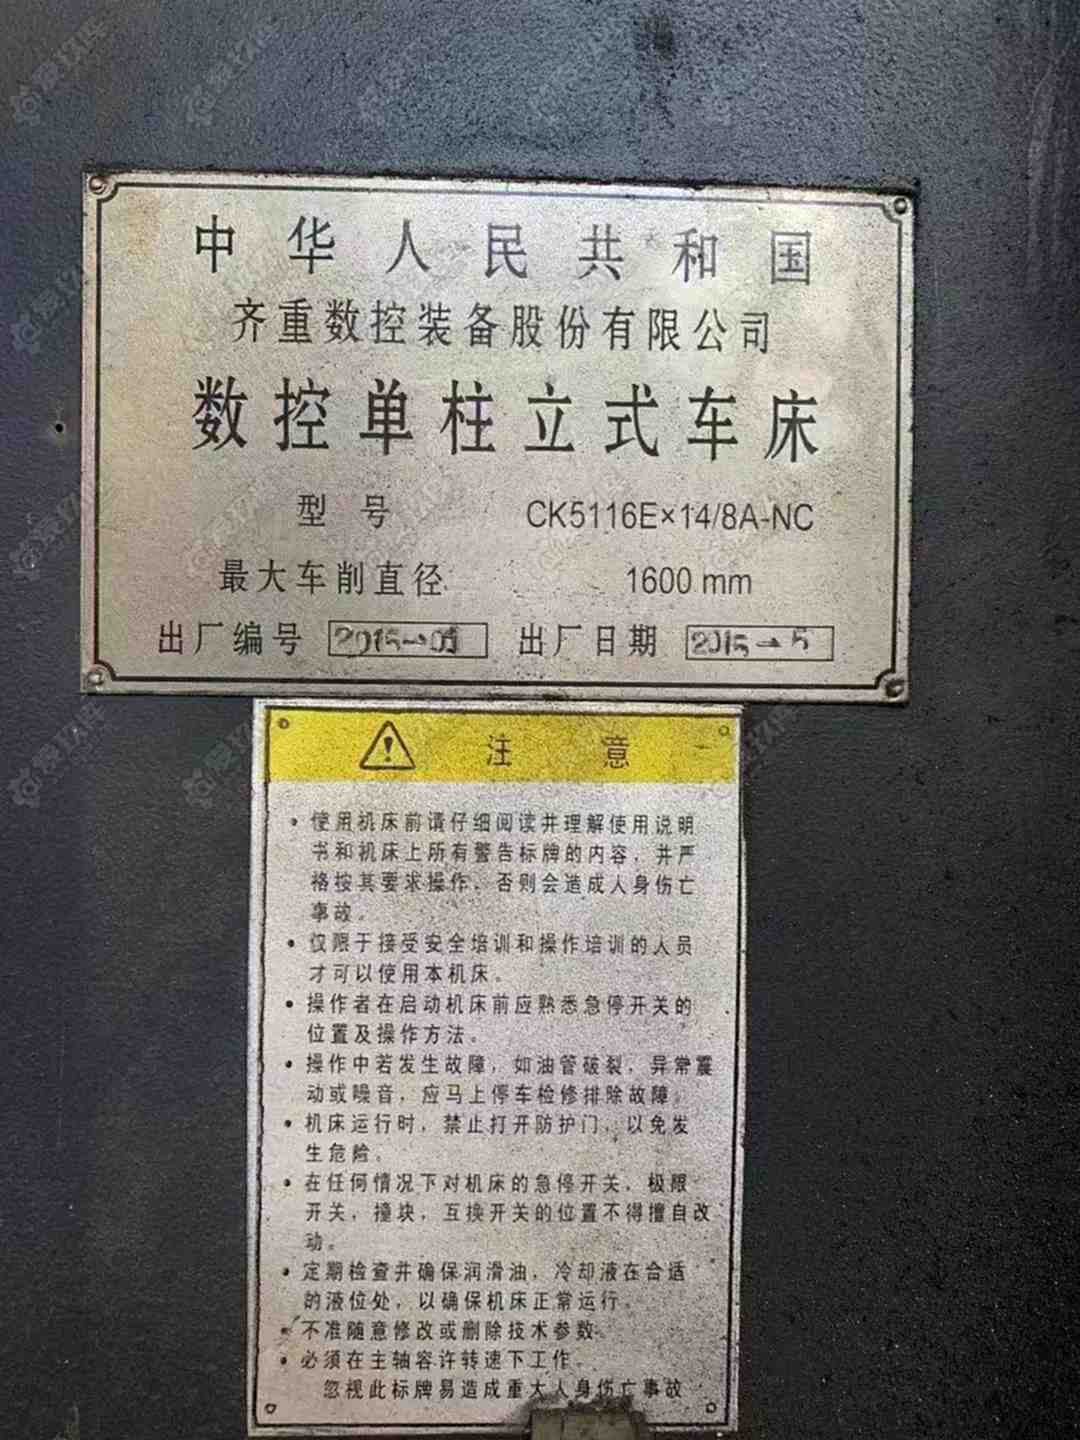 中华人民共和国
齐重数控装备股份有限公司
数控单柱立式车床
型号 CK5116E×14/8A-NC
最大车削直径 1600 mm
出厂编号 出厂日期 2015-5
注意
• 使用机床前请仔细阅读并理解使用说明
书和机床上所有警告标牌的内容，并严
格按其要求操作，否则会造成人身伤亡
事故。
• 仅限于接受安全培训和操作培训的人员
才可以使用本机床。
• 操作者在启动机床前应熟悉急停开关的
位置及操作方法。
• 操作中若发生故障，如油管破裂，异常震
动或噪音，应马上停车检修排除故障。
• 机床运行时，禁止打开防护门，以免发
生危险。
• 在任何情况下对机床的急停开关，极限
开关，撞块，互换开关的位置不得擅自改
动。
• 定期检查并确保润滑油，冷却液在合适
的液位处，以确保机床正常运行。
• 不准随意修改或删除技术参数。
• 必须在主轴容许转速下工作。
忽视此标牌易造成重大人身伤亡事故